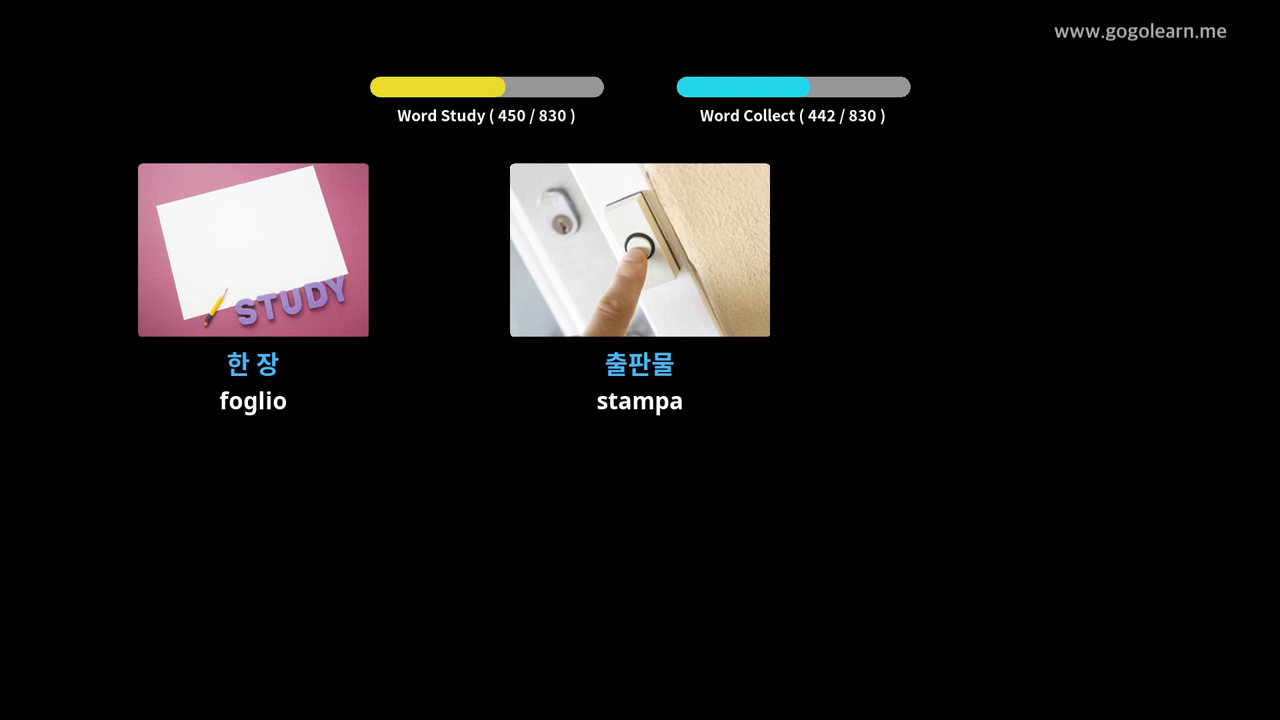 www.gogolearn.me
Word Study ( 450 / 830 )
Word Collect ( 442 / 830 )
STUDY
한 장
foglio
출판물
stampa